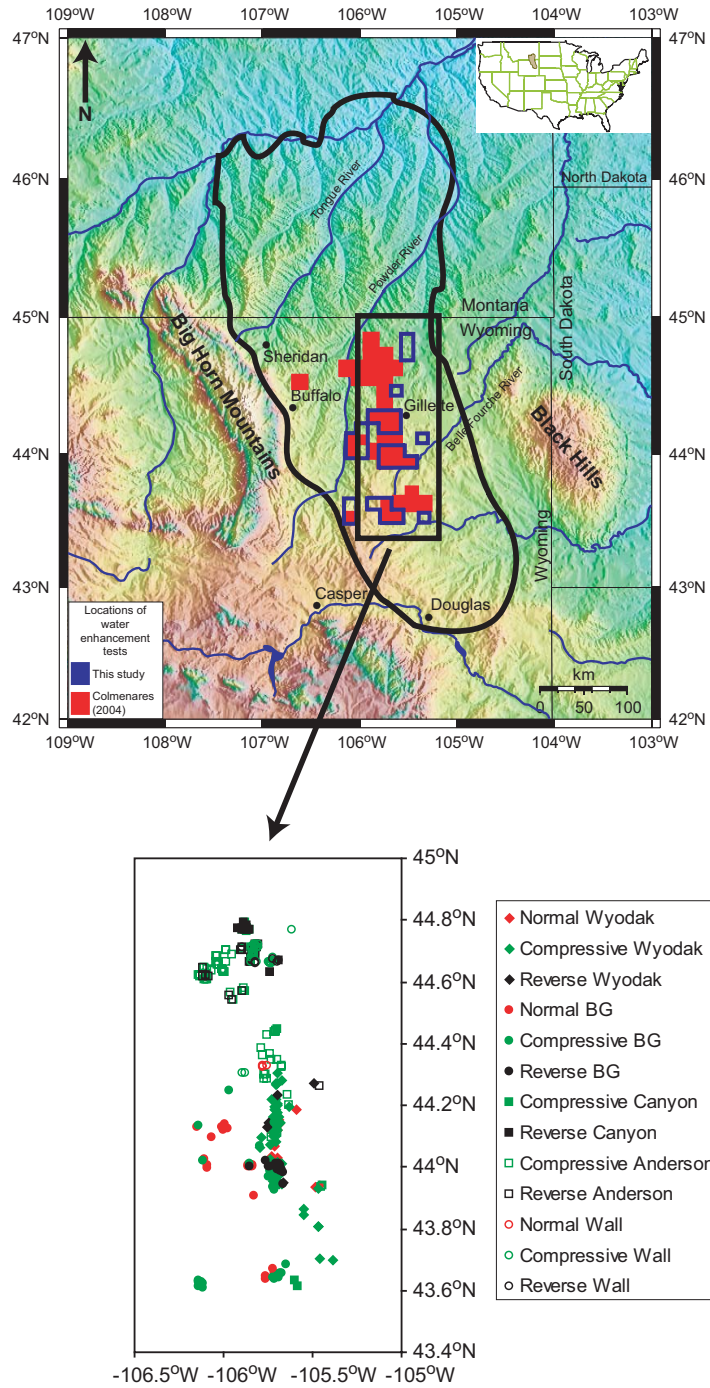 109°W 108°W 107°W 106°W 105°W 104°W 103°W
47°N 47°N
N
North Dakota
46°N 46°N
Tongue River
Powder River
Montana
45°N 45°N
Wyoming
South Dakota
Sheridan
Big Horn Mountains
Buffalo
Gillette
Belle Fourche River
Black Hills
44°N 44°N
Wyoming
43°N 43°N
Casper
Douglas
Locations of
water
enhancement
tests
This study
Colmenares
(2004)
km
0 50 100
42°N 42°N
109°W 108°W 107°W 106°W 105°W 104°W 103°W
45°N
44.8°N
44.6°N
44.4°N
44.2°N
44°N
43.8°N
43.6°N
43.4°N
-106.5°W -106°W -105.5°W -105°W
Normal Wyodak
Compressive Wyodak
Reverse Wyodak
Normal BG
Compressive BG
Reverse BG
Compressive Canyon
Reverse Canyon
Compressive Anderson
Reverse Anderson
Normal Wall
Compressive Wall
Reverse Wall